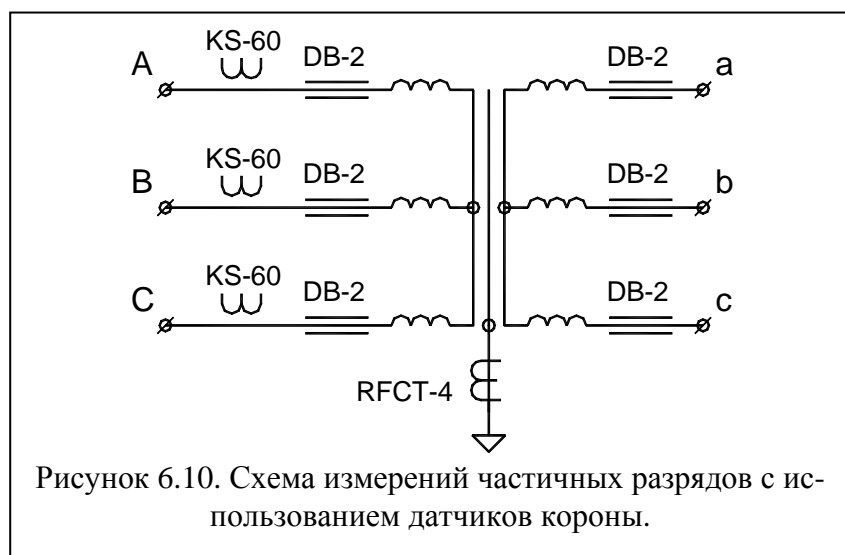 KS-60
A
DB-2
DB-2
a
KS-60
B
DB-2
DB-2
b
KS-60
C
DB-2
DB-2
c
RFCT-4
Рисунок 6.10. Схема измерений частичных разрядов с ис-
пользованием датчиков короны.